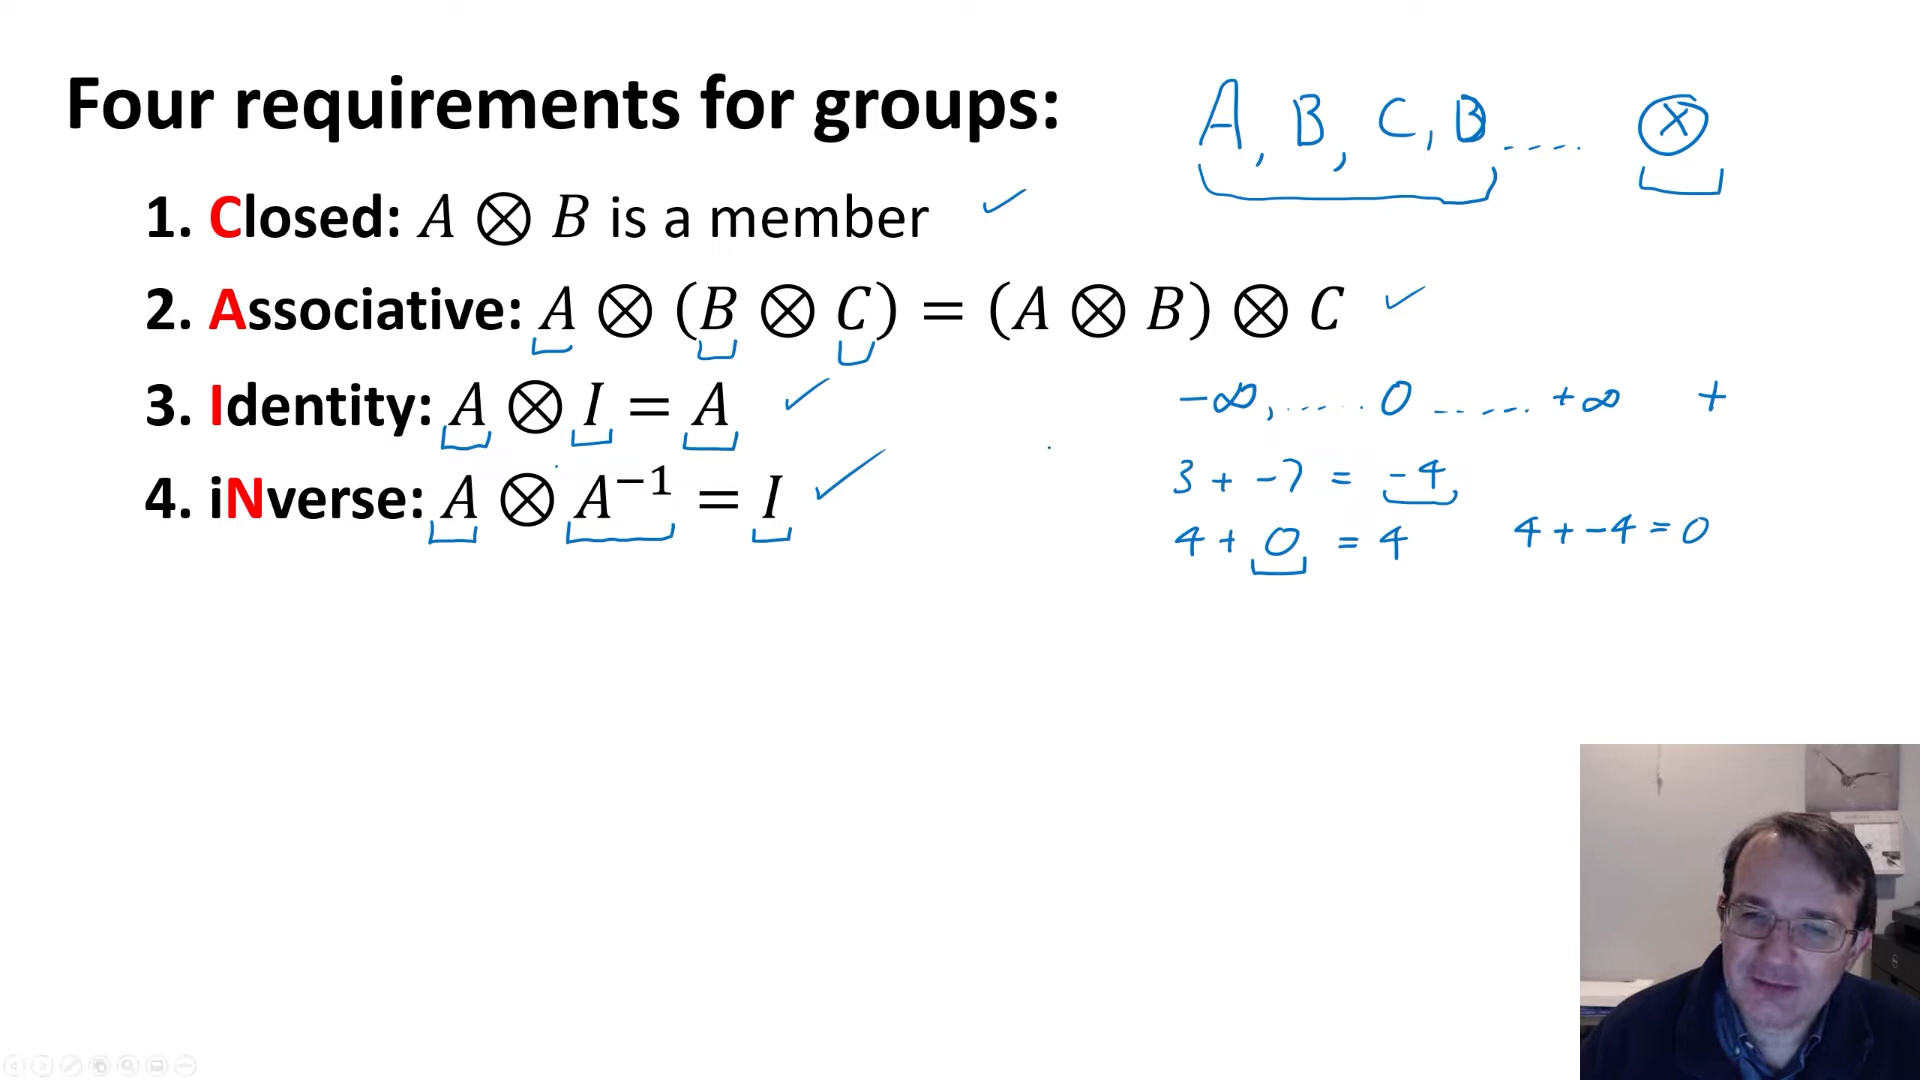 Four requirements for groups:
A, B, C, B ..... ⊗
1. Closed: A ⊗ B is a member ✓
2. Associative: A ⊗ (B ⊗ C) = (A ⊗ B) ⊗ C ✓
3. Identity: A ⊗ I = A ✓
4. iNverse: A ⊗ A⁻¹ = I ✓
-∞, ..... 0 ...... +∞ +
3 + -7 = -4
4 + 0 = 4
4 + -4 = 0